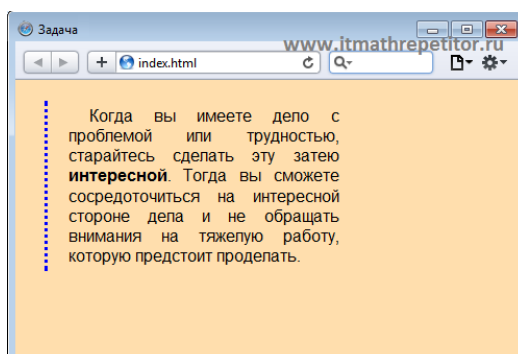 Задача
www.itmathrepetitor.ru
index.html
Когда вы имеете дело с
проблемой или трудностью,
старайтесь сделать эту затею
интересной. Тогда вы сможете
сосредоточиться на интересной
стороне дела и не обращать
внимания на тяжелую работу,
которую предстоит проделать.